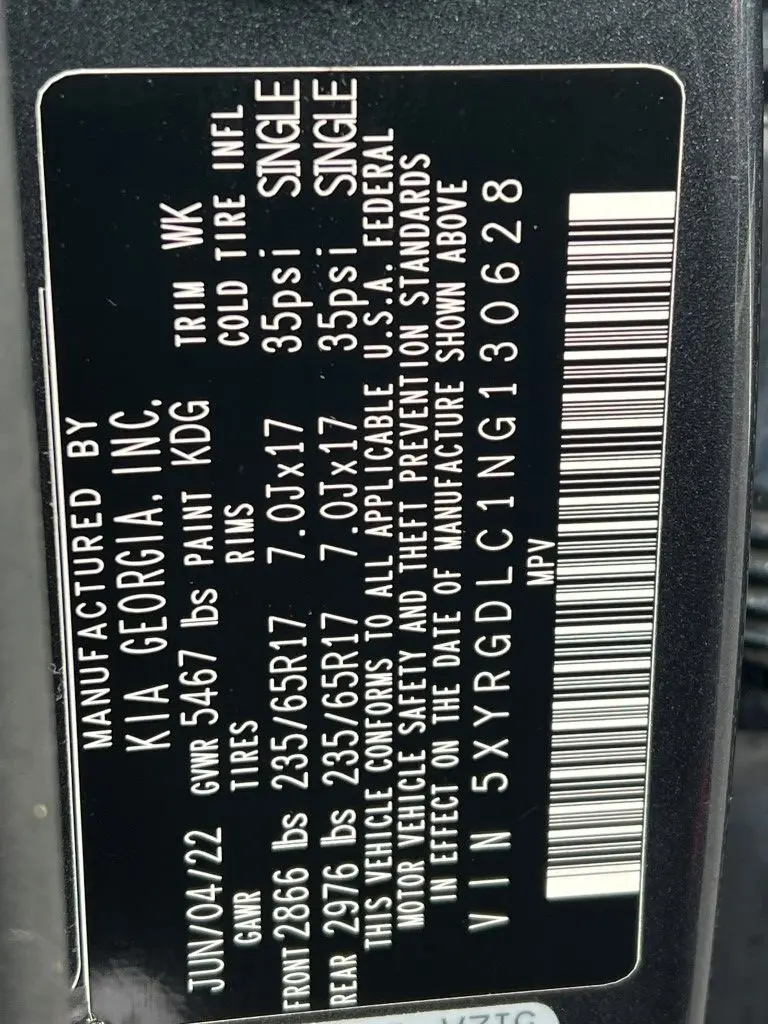 MANUFACTURED BY
KIA GEORGIA, INC.
JUN/04/22 GVWR 5467 lbs PAINT KDG TRIM WK
GAWR TIRES RIMS COLD TIRE INFL
FRONT 2866 lbs 235/65R17 7.0Jx17 35psi SINGLE
REAR 2976 lbs 235/65R17 7.0Jx17 35psi SINGLE
THIS VEHICLE CONFORMS TO ALL APPLICABLE U.S.A. FEDERAL
MOTOR VEHICLE SAFETY AND THEFT PREVENTION STANDARDS
IN EFFECT ON THE DATE OF MANUFACTURE SHOWN ABOVE
VIN 5XYRGDLC1NG130628
MPV